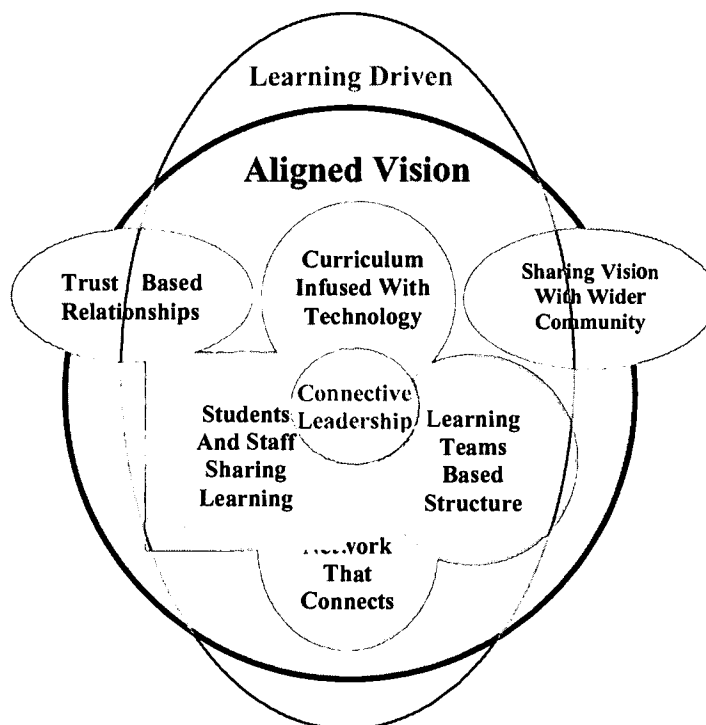 Learning Driven
Aligned Vision
Trust Based
Relationships
Curriculum
Infused With
Technology
Sharing Vision
With Wider
Community
Connective
Leadership
Students
And Staff
Sharing
Learning
Learning
Teams
Based
Structure
Network
That
Connects